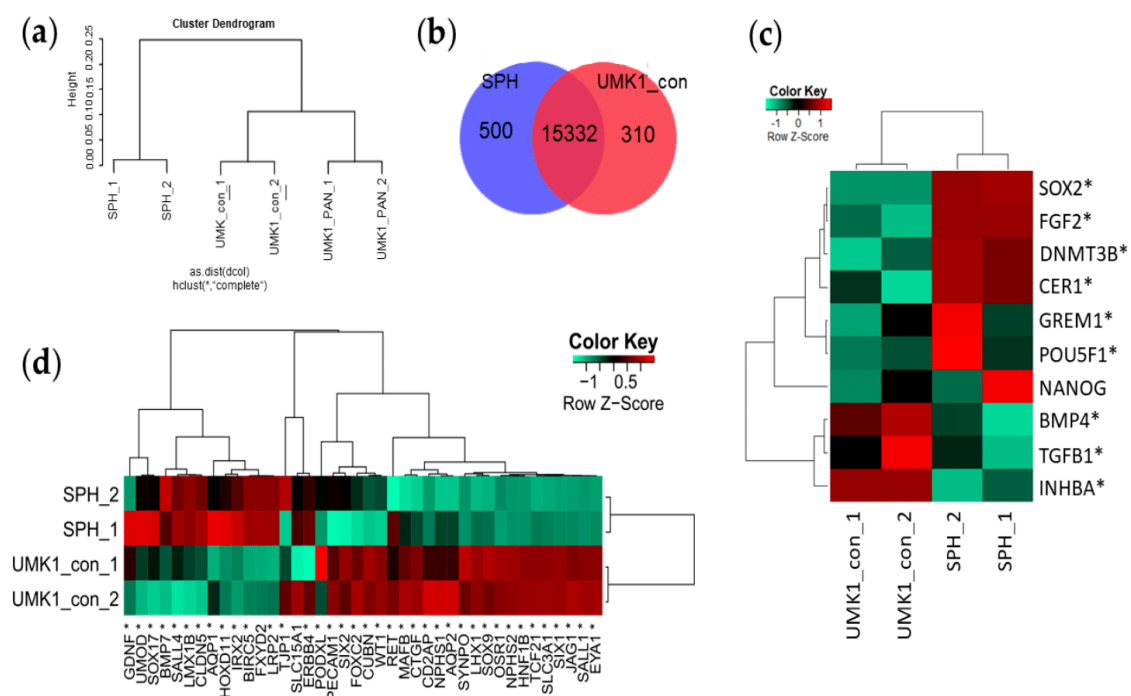 (a)
Cluster Dendrogram
Height
0.00 0.05 0.10 0.15 0.20 0.25
SPH_1
SPH_2
UMK_con_1
UMK1_con_2
UMK1_PAN_1
UMK1_PAN_2
as.dist(dcol)
hclust(*,"complete")
(b)
SPH
UMK1_con
500
15332
310
(c)
Color Key
-1 0 1
Row Z-Score
SOX2*
FGF2*
DNMT3B*
CER1*
GREM1*
POU5F1*
NANOG
BMP4*
TGFB1*
INHBA*
UMK1_con_1
UMK1_con_2
SPH_2
SPH_1
(d)
Color Key
-1 0.5
Row Z-Score
SPH_2
SPH_1
UMK1_con_1
UMK1_con_2
GDNF *
UMOD *
SOX17 *
BMP7 *
SALL4 *
LMX1B *
CLDN5 *
AQP1 *
HOXD11 *
IRX2 *
BIRC5 *
FXYD2 *
LRP2 *
TJP1 *
SLC15A1 *
ERBB4 *
PODXL *
PECAM1 *
SIX2 *
FOXC2 *
CUBN *
WT1 *
RET *
MAFB *
CTGF *
CD2AP *
NPHS1 *
AQP2 *
SYNPO *
LHX1 *
SOX9 *
OSR1 *
NPHS2 *
HNF1B *
TCF21 *
SLC3A1 *
SIX1 *
JAG1 *
SALL1 *
EYA1 *